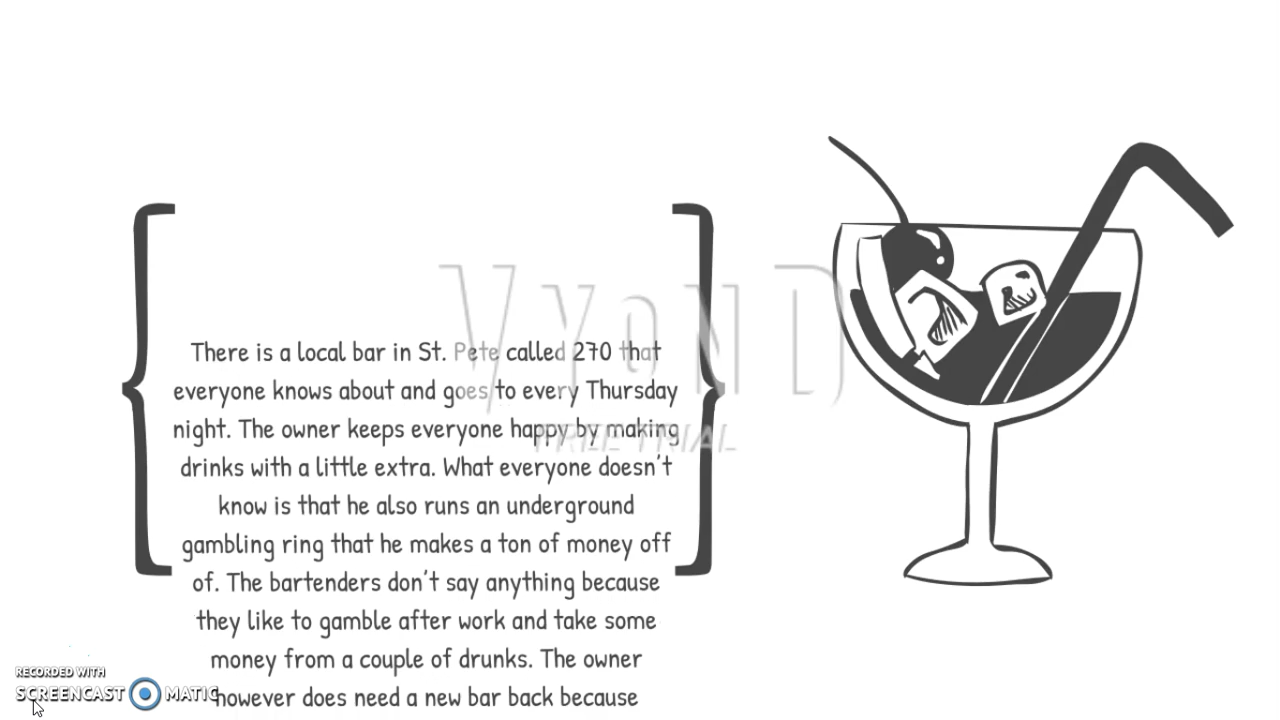 There is a local bar in St. Pete called 270 that
everyone knows about and goes to every Thursday
night. The owner keeps everyone happy by making
drinks with a little extra. What everyone doesn't
know is that he also runs an underground
gambling ring that he makes a ton of money off
of. The bartenders don't say anything because
they like to gamble after work and take some
money from a couple of drunks. The owner
however does need a new bar back because
VYOND
FREE TRIAL
RECORDED WITH
SCREENCAST MATIC